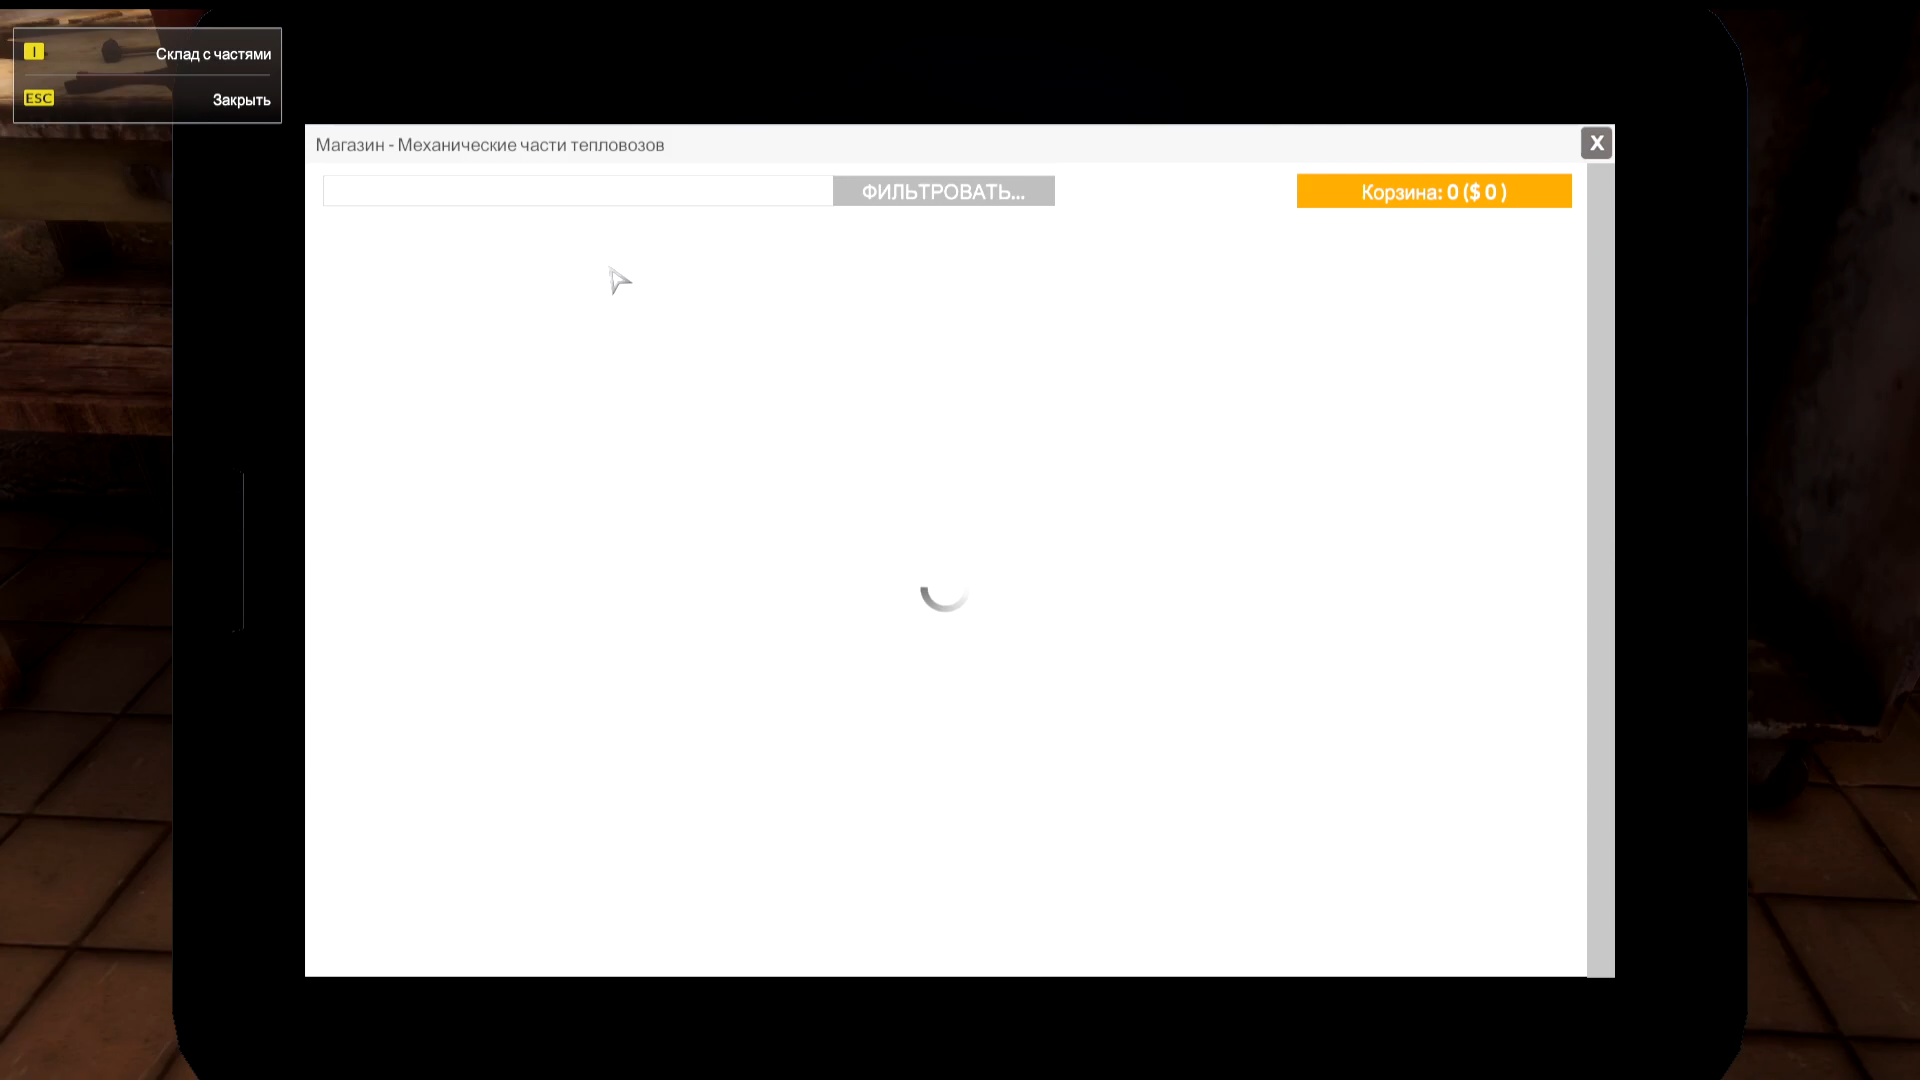 I
Склад с частями
ESC
Закрыть
Магазин - Механические части тепловозов
X
ФИЛЬТРОВАТЬ...
Корзина: 0 ($ 0 )